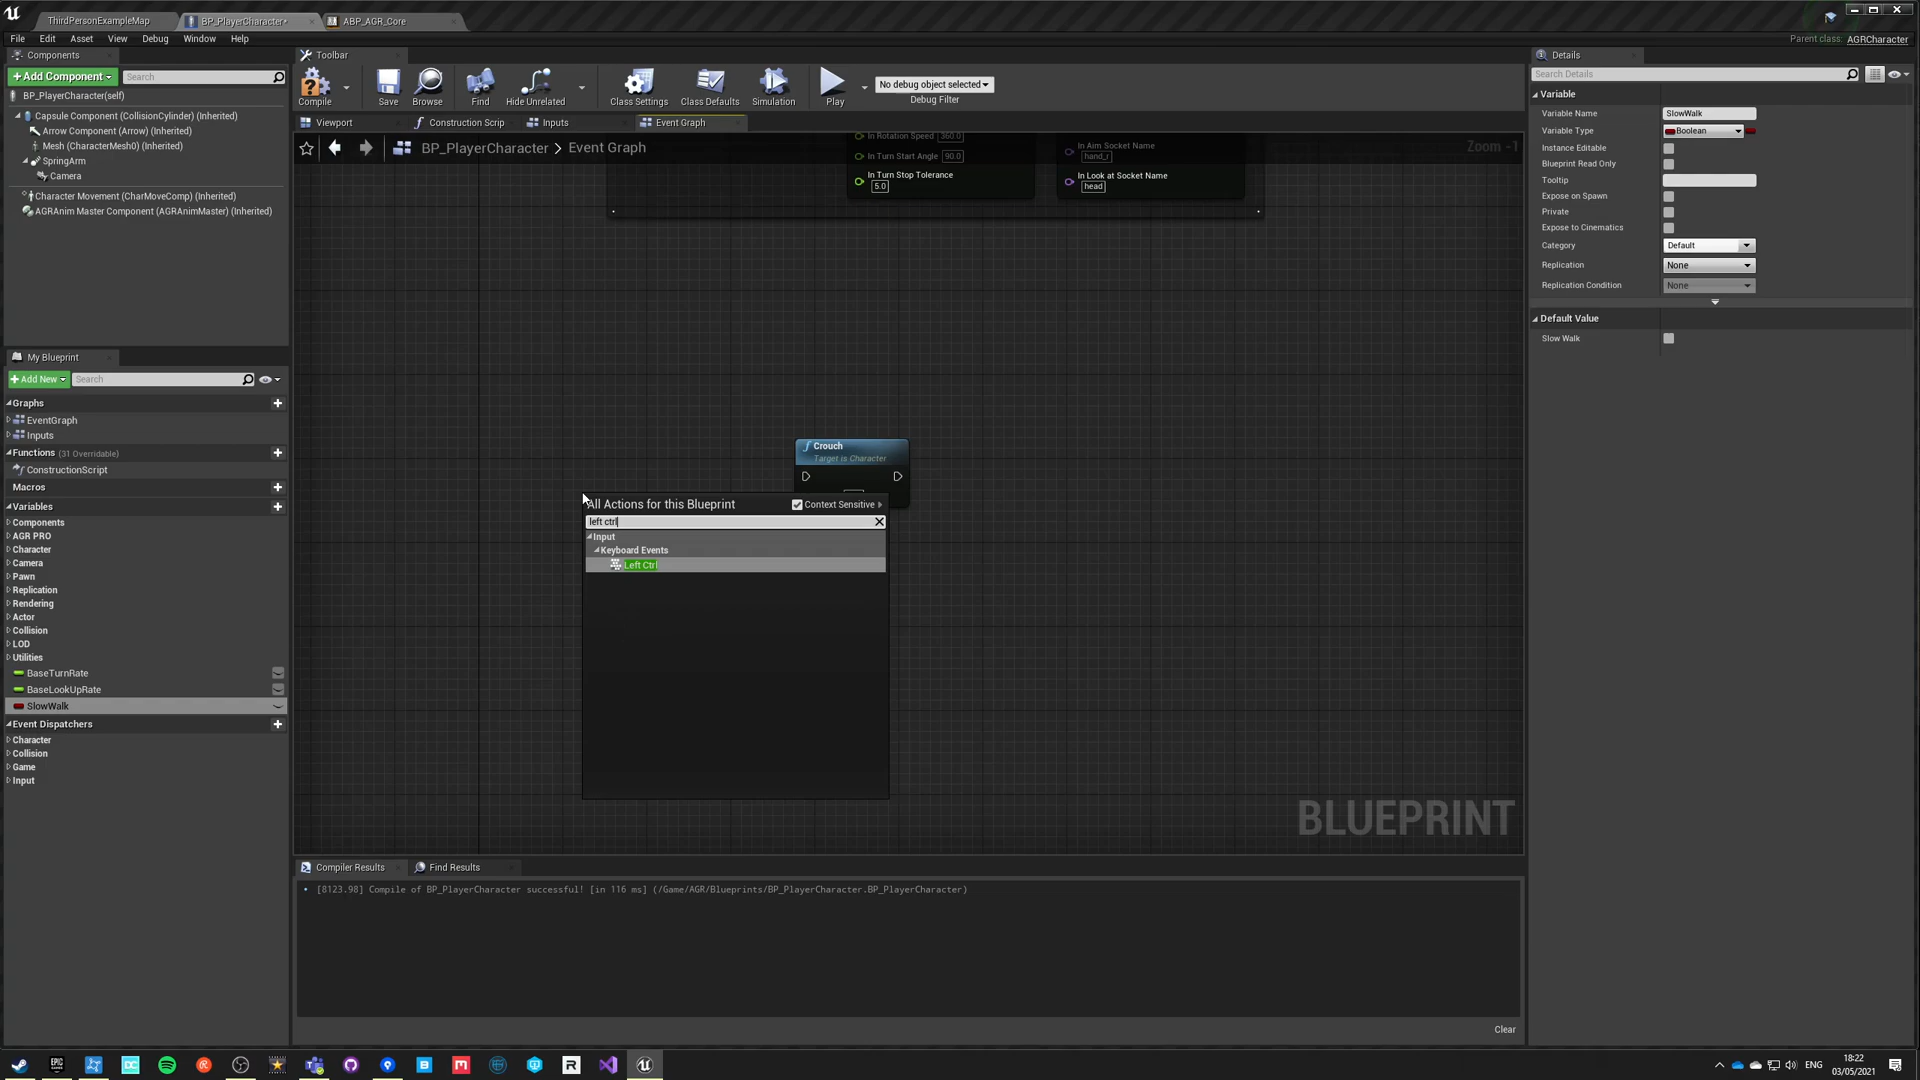 ThirdPersonExampleMap
BP_PlayerCharacter*
ABP_AGR_Core
File Edit Asset View Debug Window Help
Parent class: AGRCharacter
Components
+Add Component
Search
BP_PlayerCharacter(self)
Capsule Component (CollisionCylinder) (Inherited)
Arrow Component (Arrow) (Inherited)
Mesh (CharacterMesh0) (Inherited)
SpringArm
Camera
Character Movement (CharMoveComp) (Inherited)
AGRAnim Master Component (AGRAnimMaster) (Inherited)
My Blueprint
+Add New
Search
Graphs
EventGraph
Inputs
Functions (31 Overridable)
ConstructionScript
Macros
Variables
Components
AGR PRO
Character
Camera
Pawn
Replication
Rendering
Actor
Collision
LOD
Utilities
BaseTurnRate
BaseLookUpRate
SlowWalk
Event Dispatchers
Character
Collision
Game
Input
Toolbar
Compile
Save
Browse
Find
Hide Unrelated
Class Settings
Class Defaults
Simulation
Play
No debug object selected
Debug Filter
Viewport
Construction Scrip
Inputs
Event Graph
BP_PlayerCharacter > Event Graph
Zoom -1
In Rotation Speed 360.0
In Turn Start Angle 90.0
In Turn Stop Tolerance
5.0
In Aim Socket Name
hand_r
In Look at Socket Name
head
Crouch
Target is Character
All Actions for this Blueprint
Context Sensitive
left ctrl
Input
Keyboard Events
Left Ctrl
BLUEPRINT
Compiler Results
Find Results
[8123.98] Compile of BP_PlayerCharacter successful! [in 116 ms] (/Game/AGR/Blueprints/BP_PlayerCharacter.BP_PlayerCharacter)
Clear
Details
Search Details
Variable
Variable Name SlowWalk
Variable Type Boolean
Instance Editable
Blueprint Read Only
Tooltip
Expose on Spawn
Private
Expose to Cinematics
Category Default
Replication None
Replication Condition None
Default Value
Slow Walk
ENG
18:22
03/05/2021